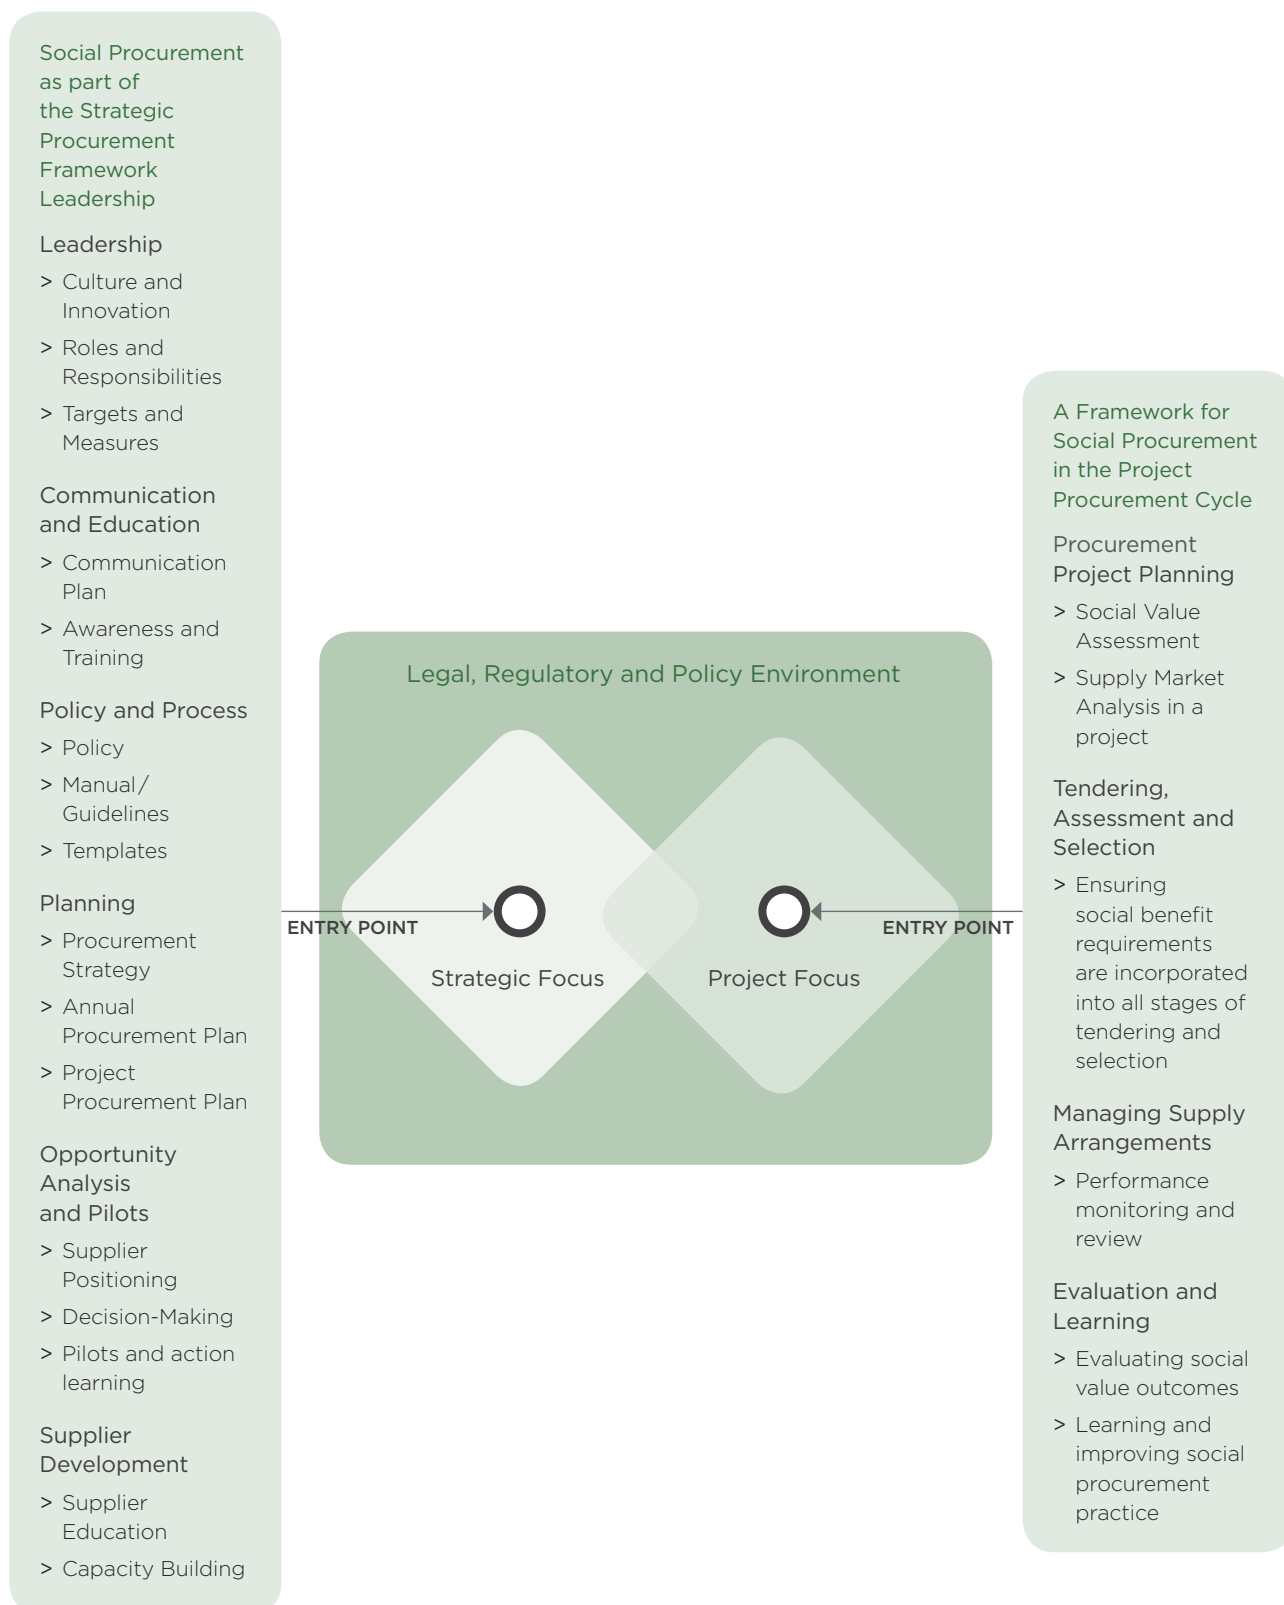 Social Procurement
as part of
the Strategic
Procurement
Framework
Leadership
Leadership
> Culture and
Innovation
> Roles and
Responsibilities
> Targets and
Measures
Communication
and Education
> Communication
Plan
> Awareness and
Training
Policy and Process
> Policy
> Manual/
Guidelines
> Templates
Planning
> Procurement
Strategy
> Annual
Procurement Plan
> Project
Procurement Plan
Opportunity
Analysis
and Pilots
> Supplier
Positioning
> Decision-Making
> Pilots and action
learning
Supplier
Development
> Supplier
Education
> Capacity Building
Legal, Regulatory and Policy Environment
ENTRY POINT
Strategic Focus
Project Focus
ENTRY POINT
A Framework for
Social Procurement
in the Project
Procurement Cycle
Procurement
Project Planning
> Social Value
Assessment
> Supply Market
Analysis in a
project
Tendering,
Assessment and
Selection
> Ensuring
social benefit
requirements
are incorporated
into all stages of
tendering and
selection
Managing Supply
Arrangements
> Performance
monitoring and
review
Evaluation and
Learning
> Evaluating social
value outcomes
> Learning and
improving social
procurement
practice